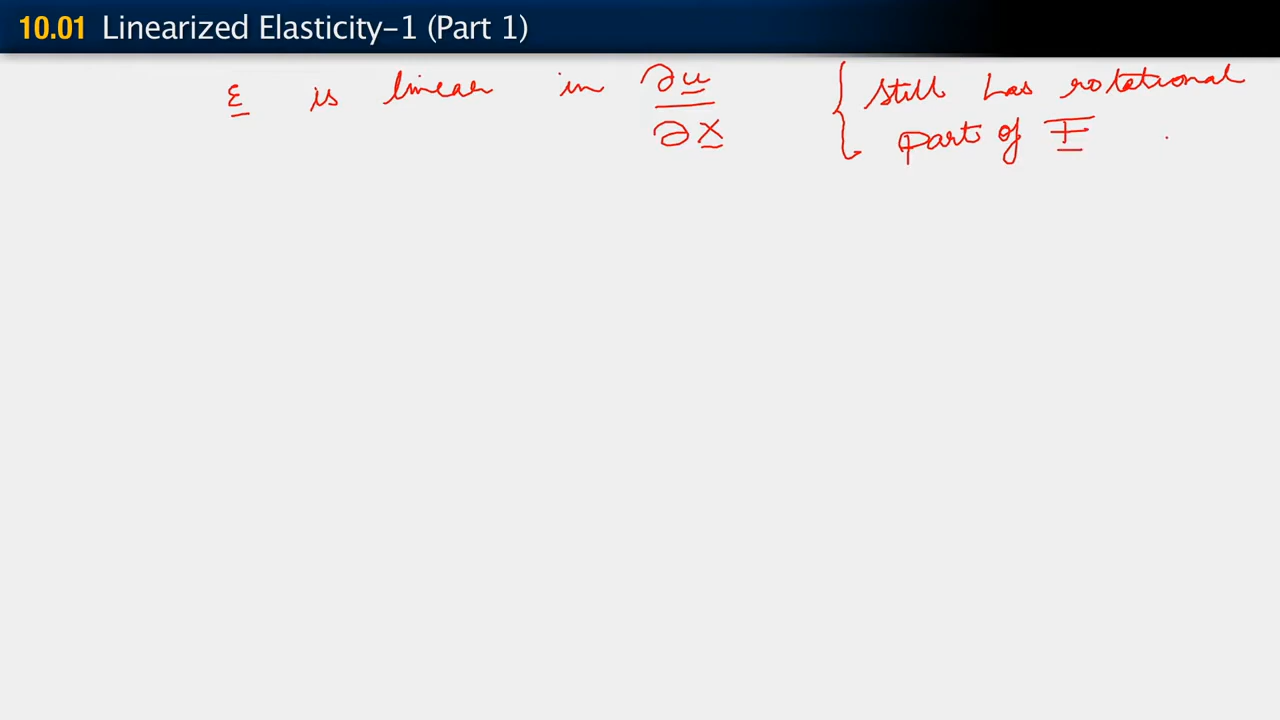 10.01 Linearized Elasticity-1 (Part 1)
ε is linear in ∂u/∂X { still has rotational
part of F